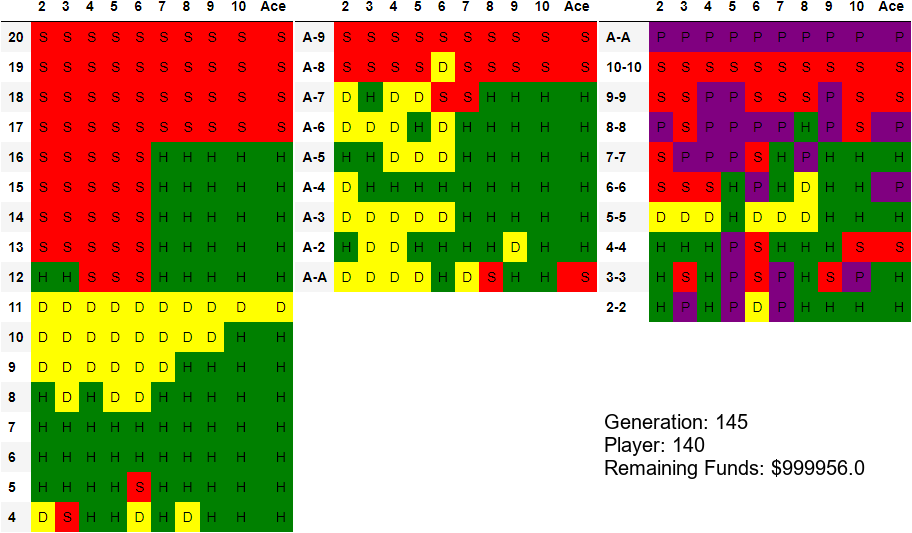 2 3 4 5 6 7 8 9 10 Ace
20 S S S S S S S S S S
19 S S S S S S S S S S
18 S S S S S S S S S S
17 S S S S S S S S S S
16 S S S S S H H H H H
15 S S S S S H H H H H
14 S S S S S H H H H H
13 S S S S S H H H H H
12 H H S S S H H H H H
11 D D D D D D D D D D
10 D D D D D D D D H H
9 D D D D D D H H H H
8 H D H D D H H H H H
7 H H H H H H H H H H
6 H H H H H H H H H H
5 H H H H S H H H H H
4 D S H H D H D H H H
2 3 4 5 6 7 8 9 10 Ace
A-9 S S S S S S S S S S
A-8 S S S S D S S S S S
A-7 D H D D S S H H H H
A-6 D D D H D H H H H H
A-5 H H D D D H H H H H
A-4 D H H H H H H H H H
A-3 D D D D D H H H H H
A-2 H D D H H H H D H H
A-A D D D D H D S H H S
2 3 4 5 6 7 8 9 10 Ace
A-A P P P P P P P P P P
10-10 S S S S S S S S S S
9-9 S S P P S S S P S S
8-8 P S P P P P H P S P
7-7 S P P P S H P H H H
6-6 S S S H P H D H H P
5-5 D D D H D D D H H H
4-4 H H H P S H H H S S
3-3 H S H P S P H S P H
2-2 H P H P D P H H H H
Generation: 145
Player: 140
Remaining Funds: $999956.0